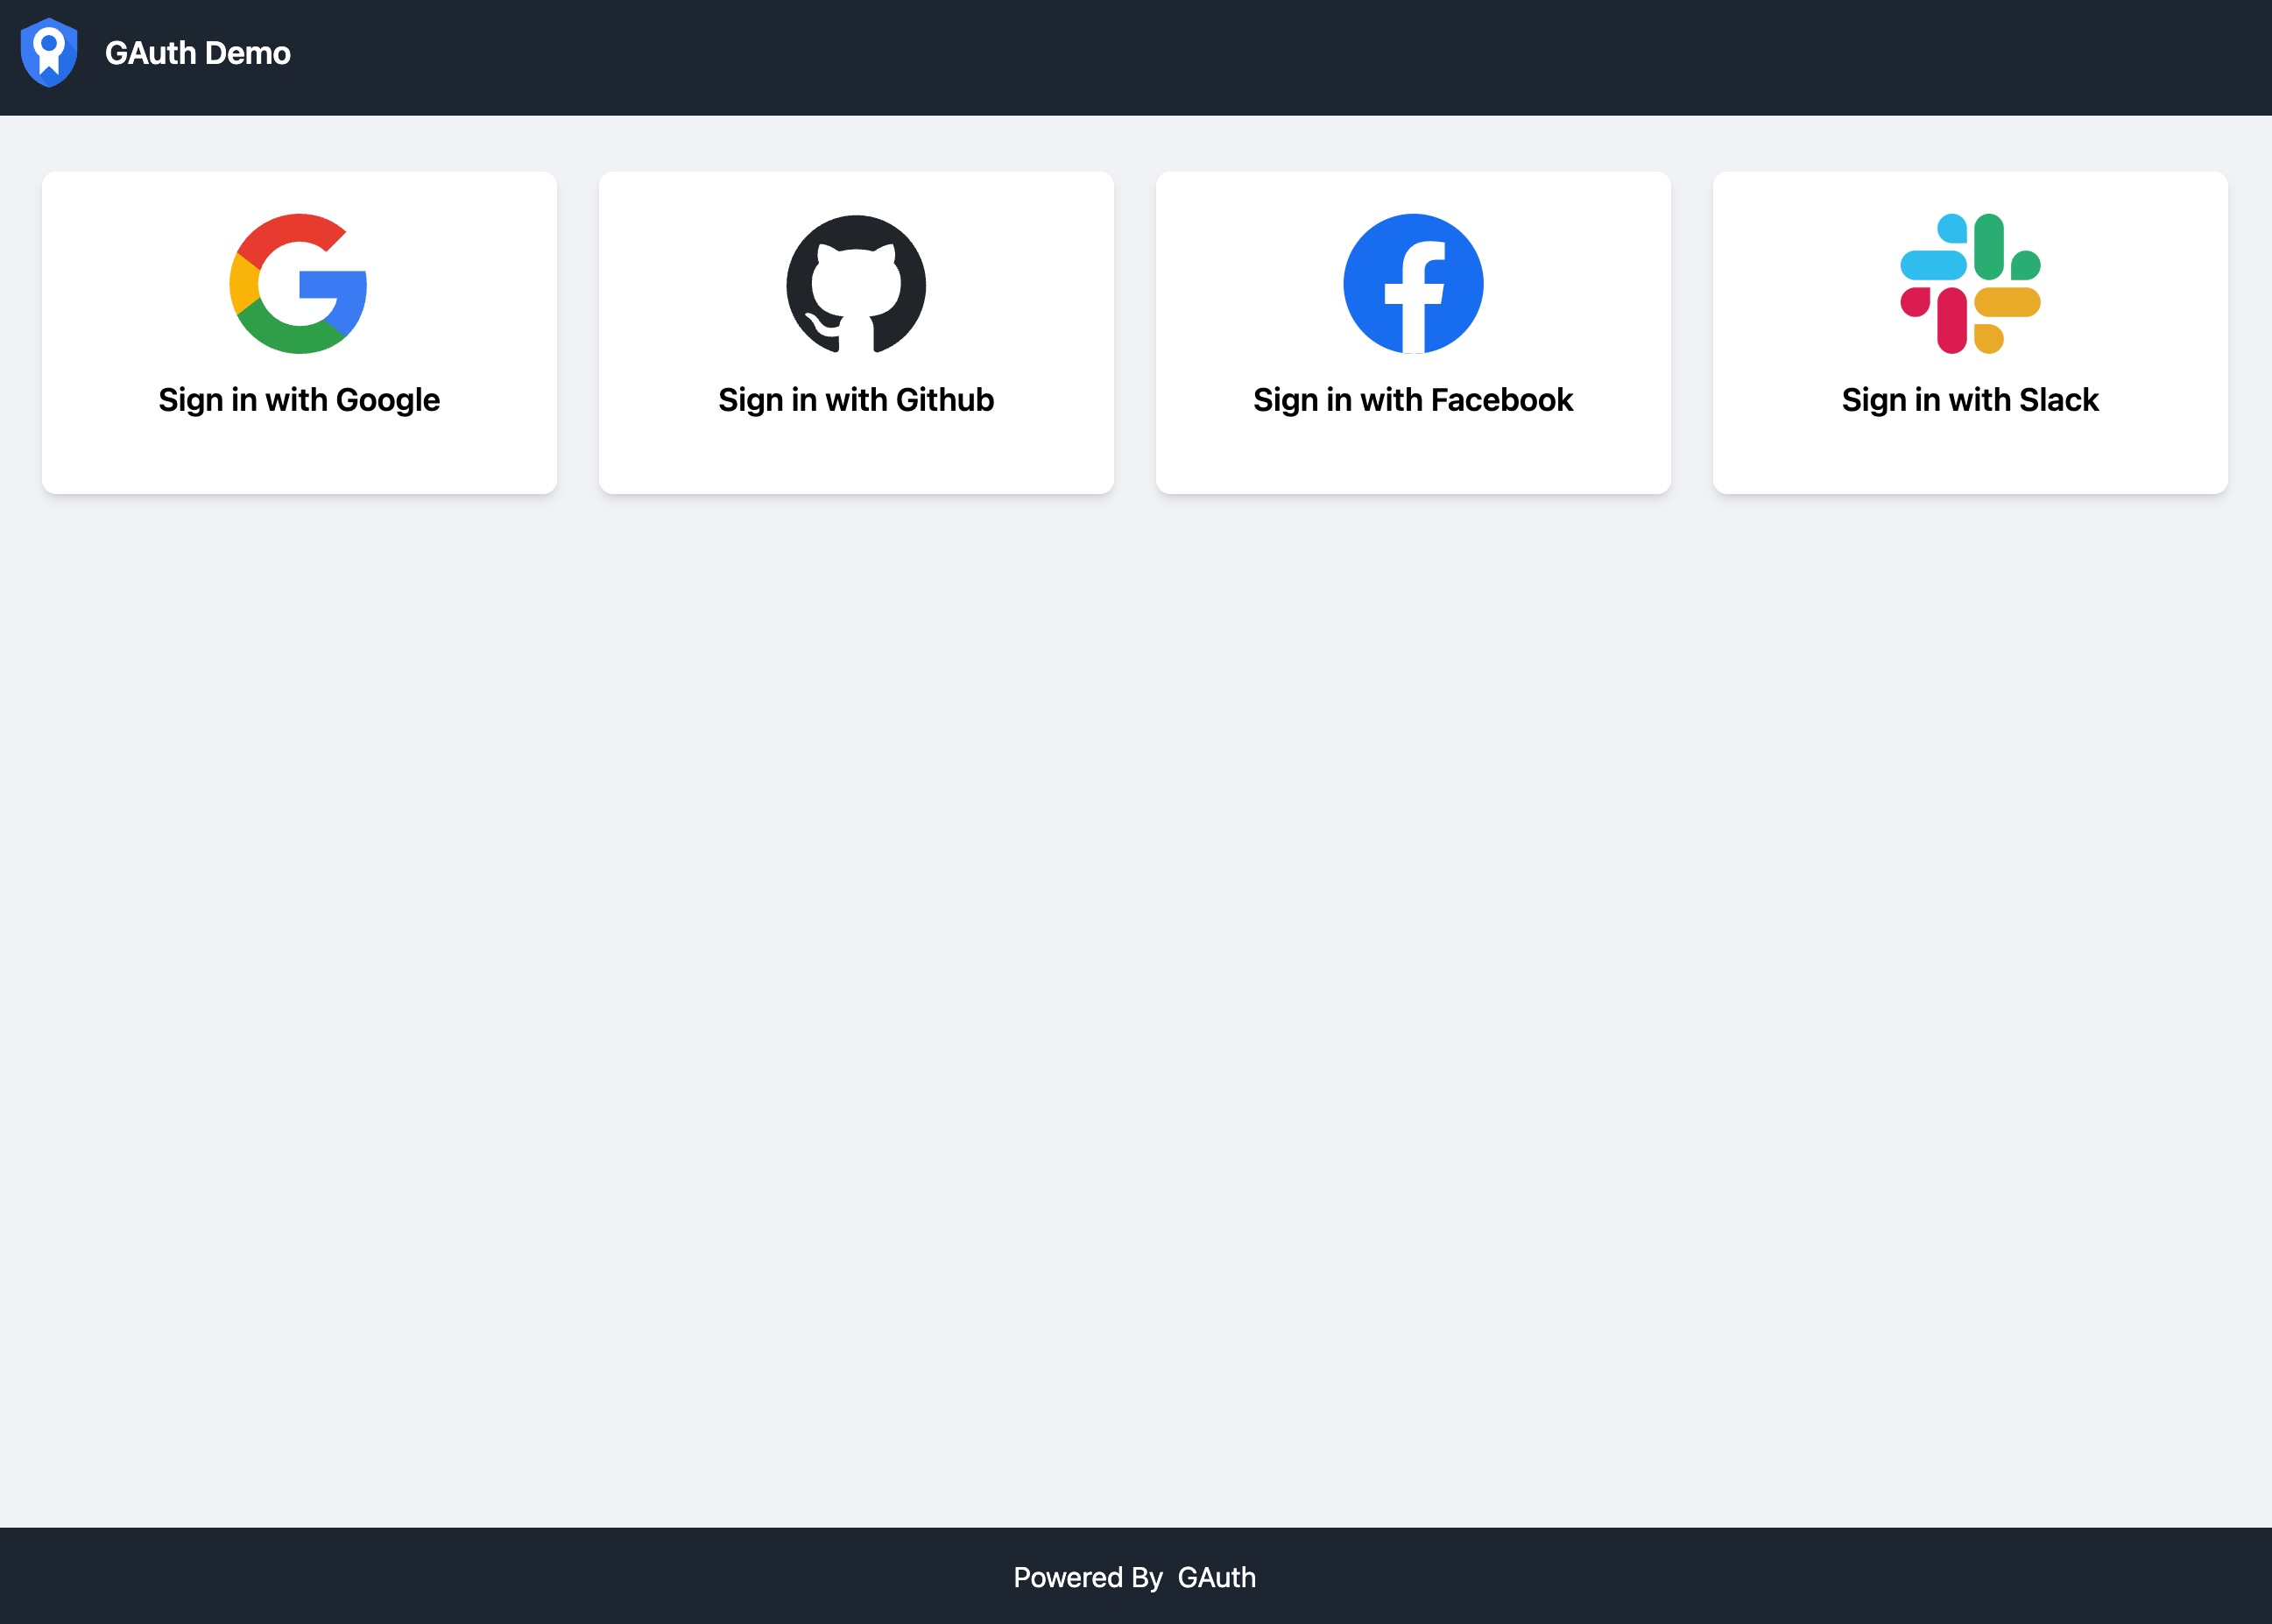 GAuth Demo
Sign in with Google
Sign in with Github
Sign in with Facebook
Sign in with Slack
Powered By GAuth